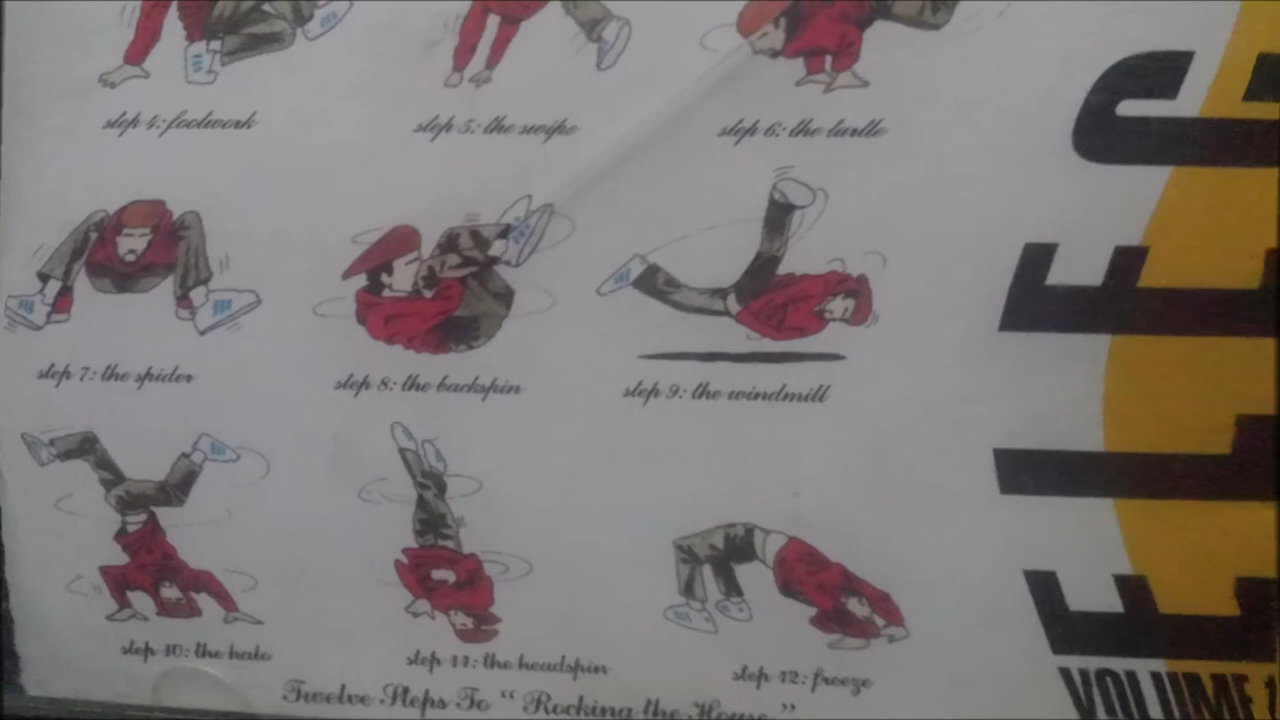 step 4: footwork
step 5: the swipe
step 6: the turtle
step 7: the spider
step 8: the backspin
step 9: the windmill
step 10: the halo
step 11: the headspin
step 12: freeze
Twelve Steps To “Rocking the House”
VOLUME 1